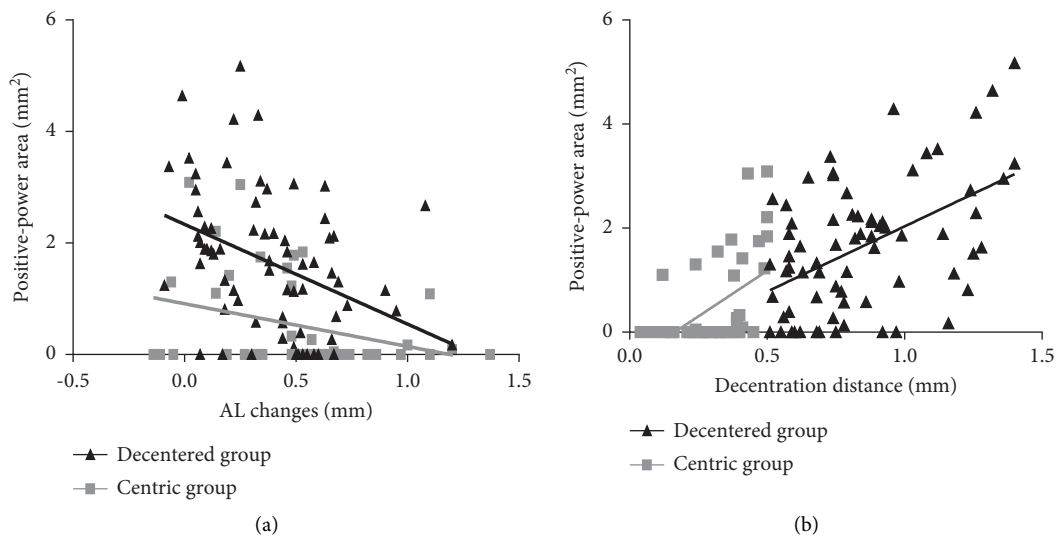 6
4
2
0
Positive-power area (mm²)
-0.5
0.0
0.5
1.0
1.5
AL changes (mm)
Decentered group
Centric group
(a)
6
4
2
0
Positive-power area (mm²)
0.0
0.5
1.0
1.5
Decentration distance (mm)
Decentered group
Centric group
(b)